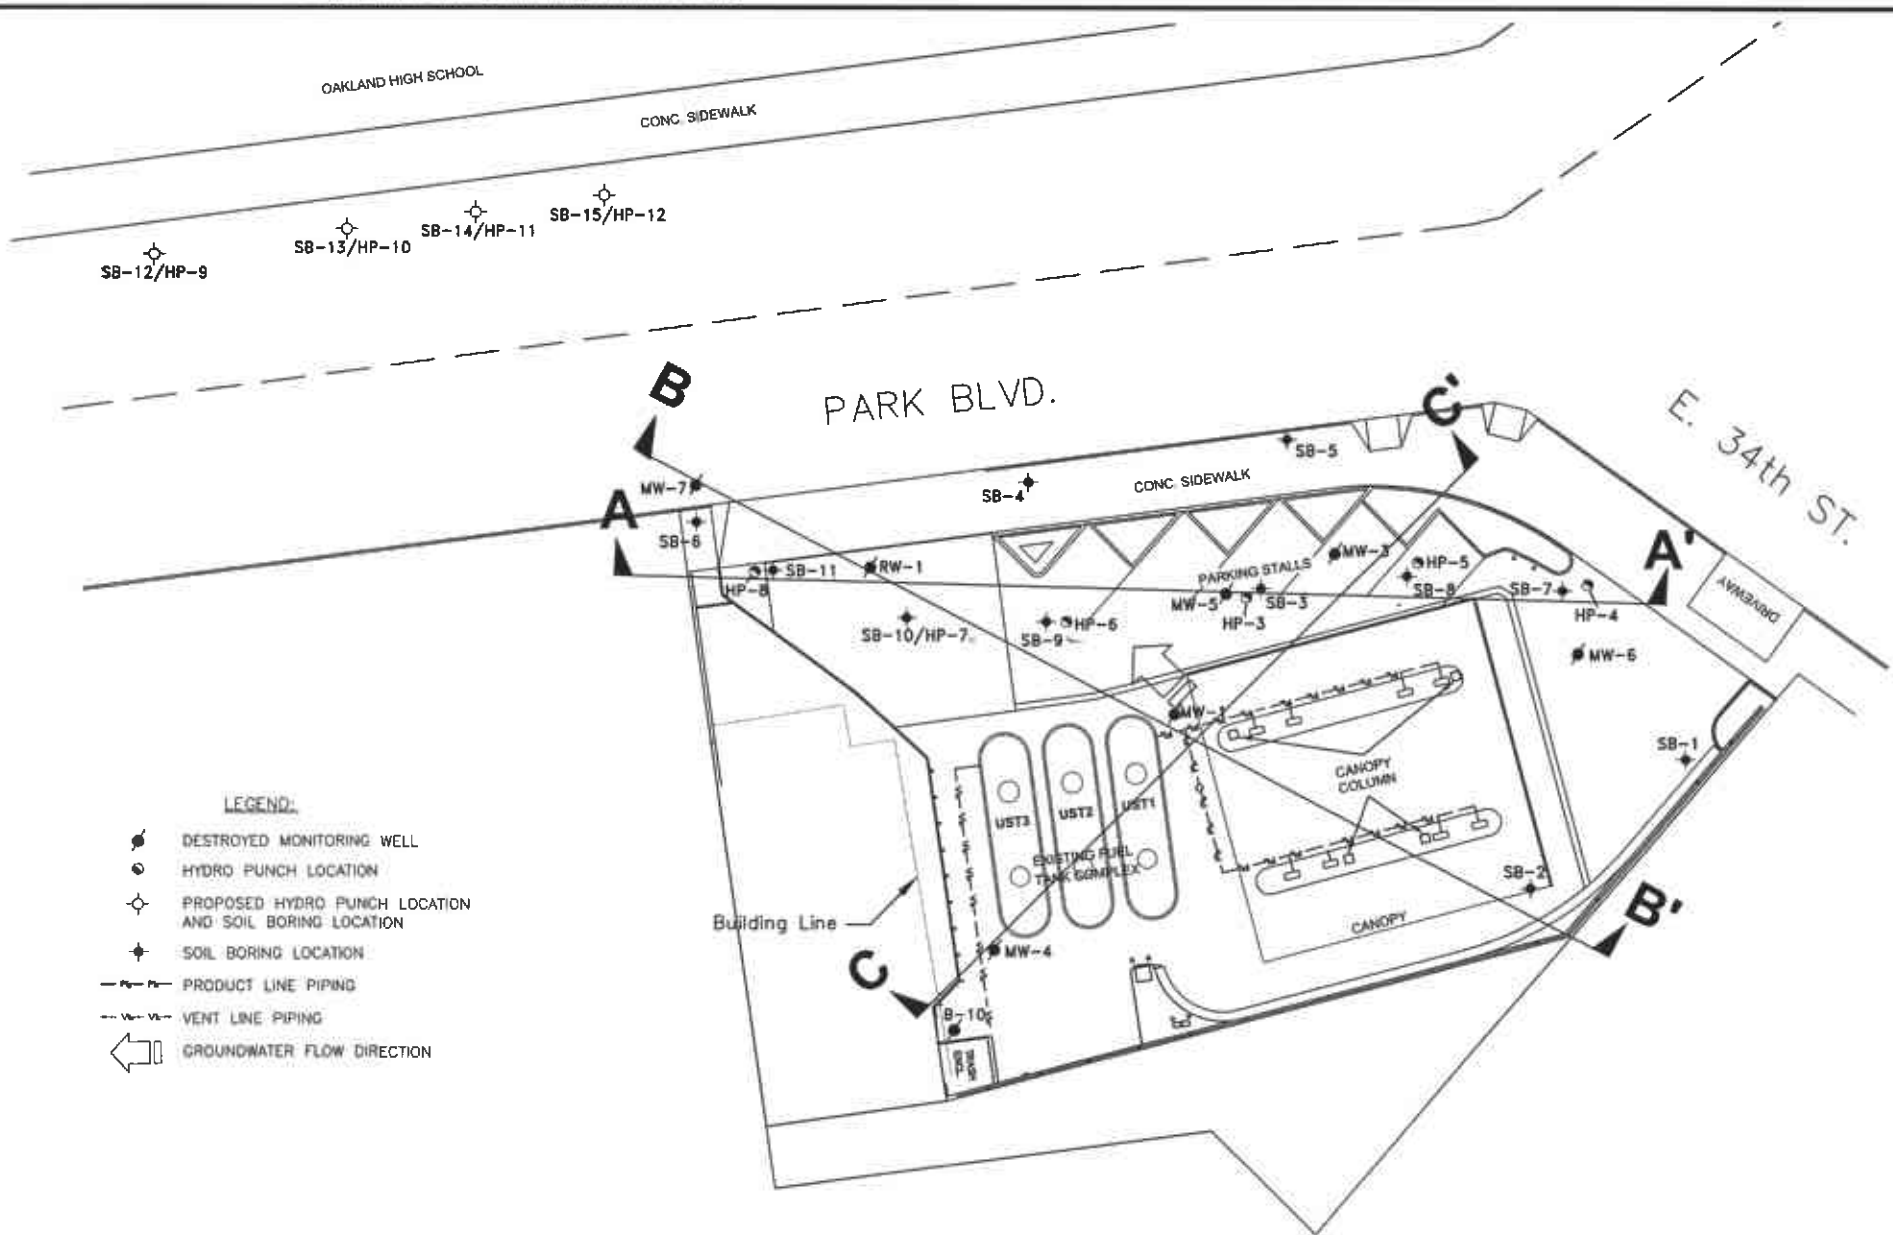 OAKLAND HIGH SCHOOL
CONC. SIDEWALK
SB-15/HP-12
SB-14/HP-11
SB-13/HP-10
SB-12/HP-9
B
PARK BLVD.
C'
E. 34th ST.
SB-5
MW-7
SB-4
CONC. SIDEWALK
A
SB-6
A'
MW-3
HP-5
PARKING STALLS
SB-11
RW-1
HP-8
MW-5
SB-3
SB-8
SB-7
HP-4
DRIVEWAY
HP-3
SB-10/HP-7
SB-9
HP-6
MW-6
MW-1
SB-1
CANOPY
COLUMN
UST3
UST2
UST1
EXISTING FUEL
TANK COMPLEX
SB-2
B'
CANOPY
Building Line
MW-4
C
B-10
TRASH
ENCL.
LEGEND:
DESTROYED MONITORING WELL
HYDRO PUNCH LOCATION
PROPOSED HYDRO PUNCH LOCATION
AND SOIL BORING LOCATION
SOIL BORING LOCATION
PRODUCT LINE PIPING
VENT LINE PIPING
GROUNDWATER FLOW DIRECTION